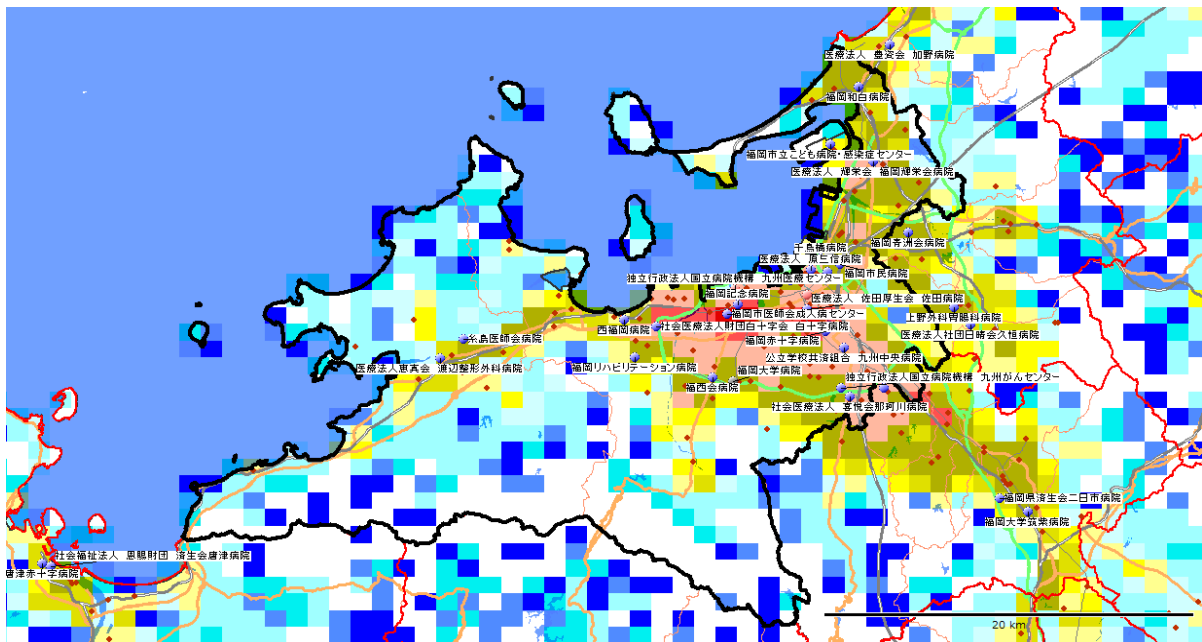 医療法人 豊資会 加野病院
福岡和白病院
福岡市立こども病院・感染症センター
医療法人 輝栄会 福岡輝栄会病院
福岡青洲会病院
千鳥橋病院
医療法人 原三信病院
福岡市民病院
独立行政法人国立病院機構 九州医療センター
福岡記念病院
医療法人 佐田厚生会 佐田病院
福岡市医師会成人病センター
上野外科胃腸科病院
西福岡病院
社会医療法人財団白十字会 白十字病院
医療法人社団日晴会久恒病院
糸島医師会病院
福岡赤十字病院
公立学校共済組合 九州中央病院
医療法人恵真会 渡辺整形外科病院
福岡リハビリテーション病院
福岡大学病院
独立行政法人国立病院機構 九州がんセンター
福西会病院
社会医療法人 喜悦会那珂川病院
福岡県済生会二日市病院
福岡大学筑紫病院
社会福祉法人 恩賜財団 済生会唐津病院
唐津赤十字病院
20 km